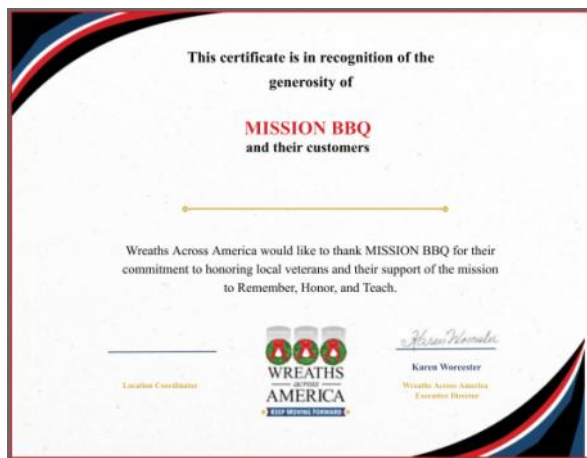 This certificate is in recognition of the
generosity of
MISSION BBQ
and their customers
Wreaths Across America would like to thank MISSION BBQ for their
commitment to honoring local veterans and their support of the mission
to Remember, Honor, and Teach.
Karen Worcester
Karen Worcester
Location Coordinator
Wreaths Across America
Executive Director
WREATHS
across
AMERICA
KEEP MOVING FORWARD